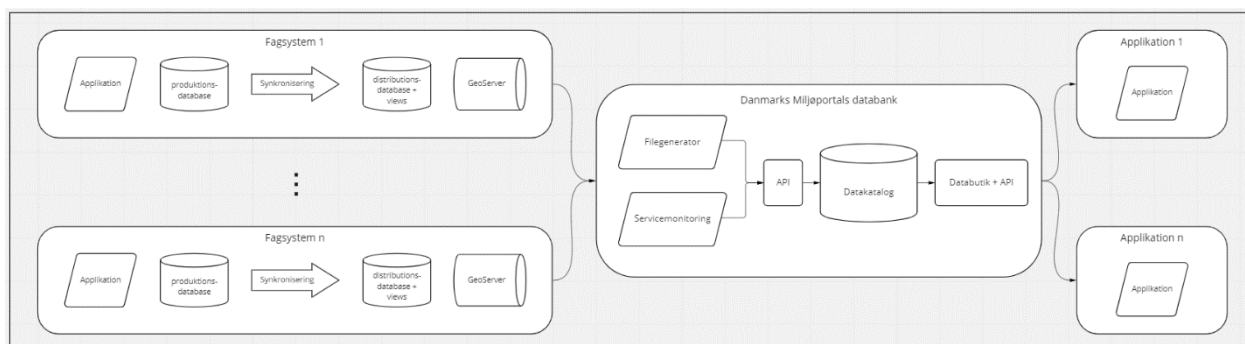 Fagsystem 1
Applikation
produktions-
database
Synkronisering
distributions-
database +
views
GeoServer
Fagsystem n
Applikation
produktions-
database
Synkronisering
distributions-
database +
views
GeoServer
Danmarks Miljøportals databank
Filegenerator
Servicemonitoring
API
Datakatalog
Databutik + API
Applikation 1
Applikation
Applikation n
Applikation